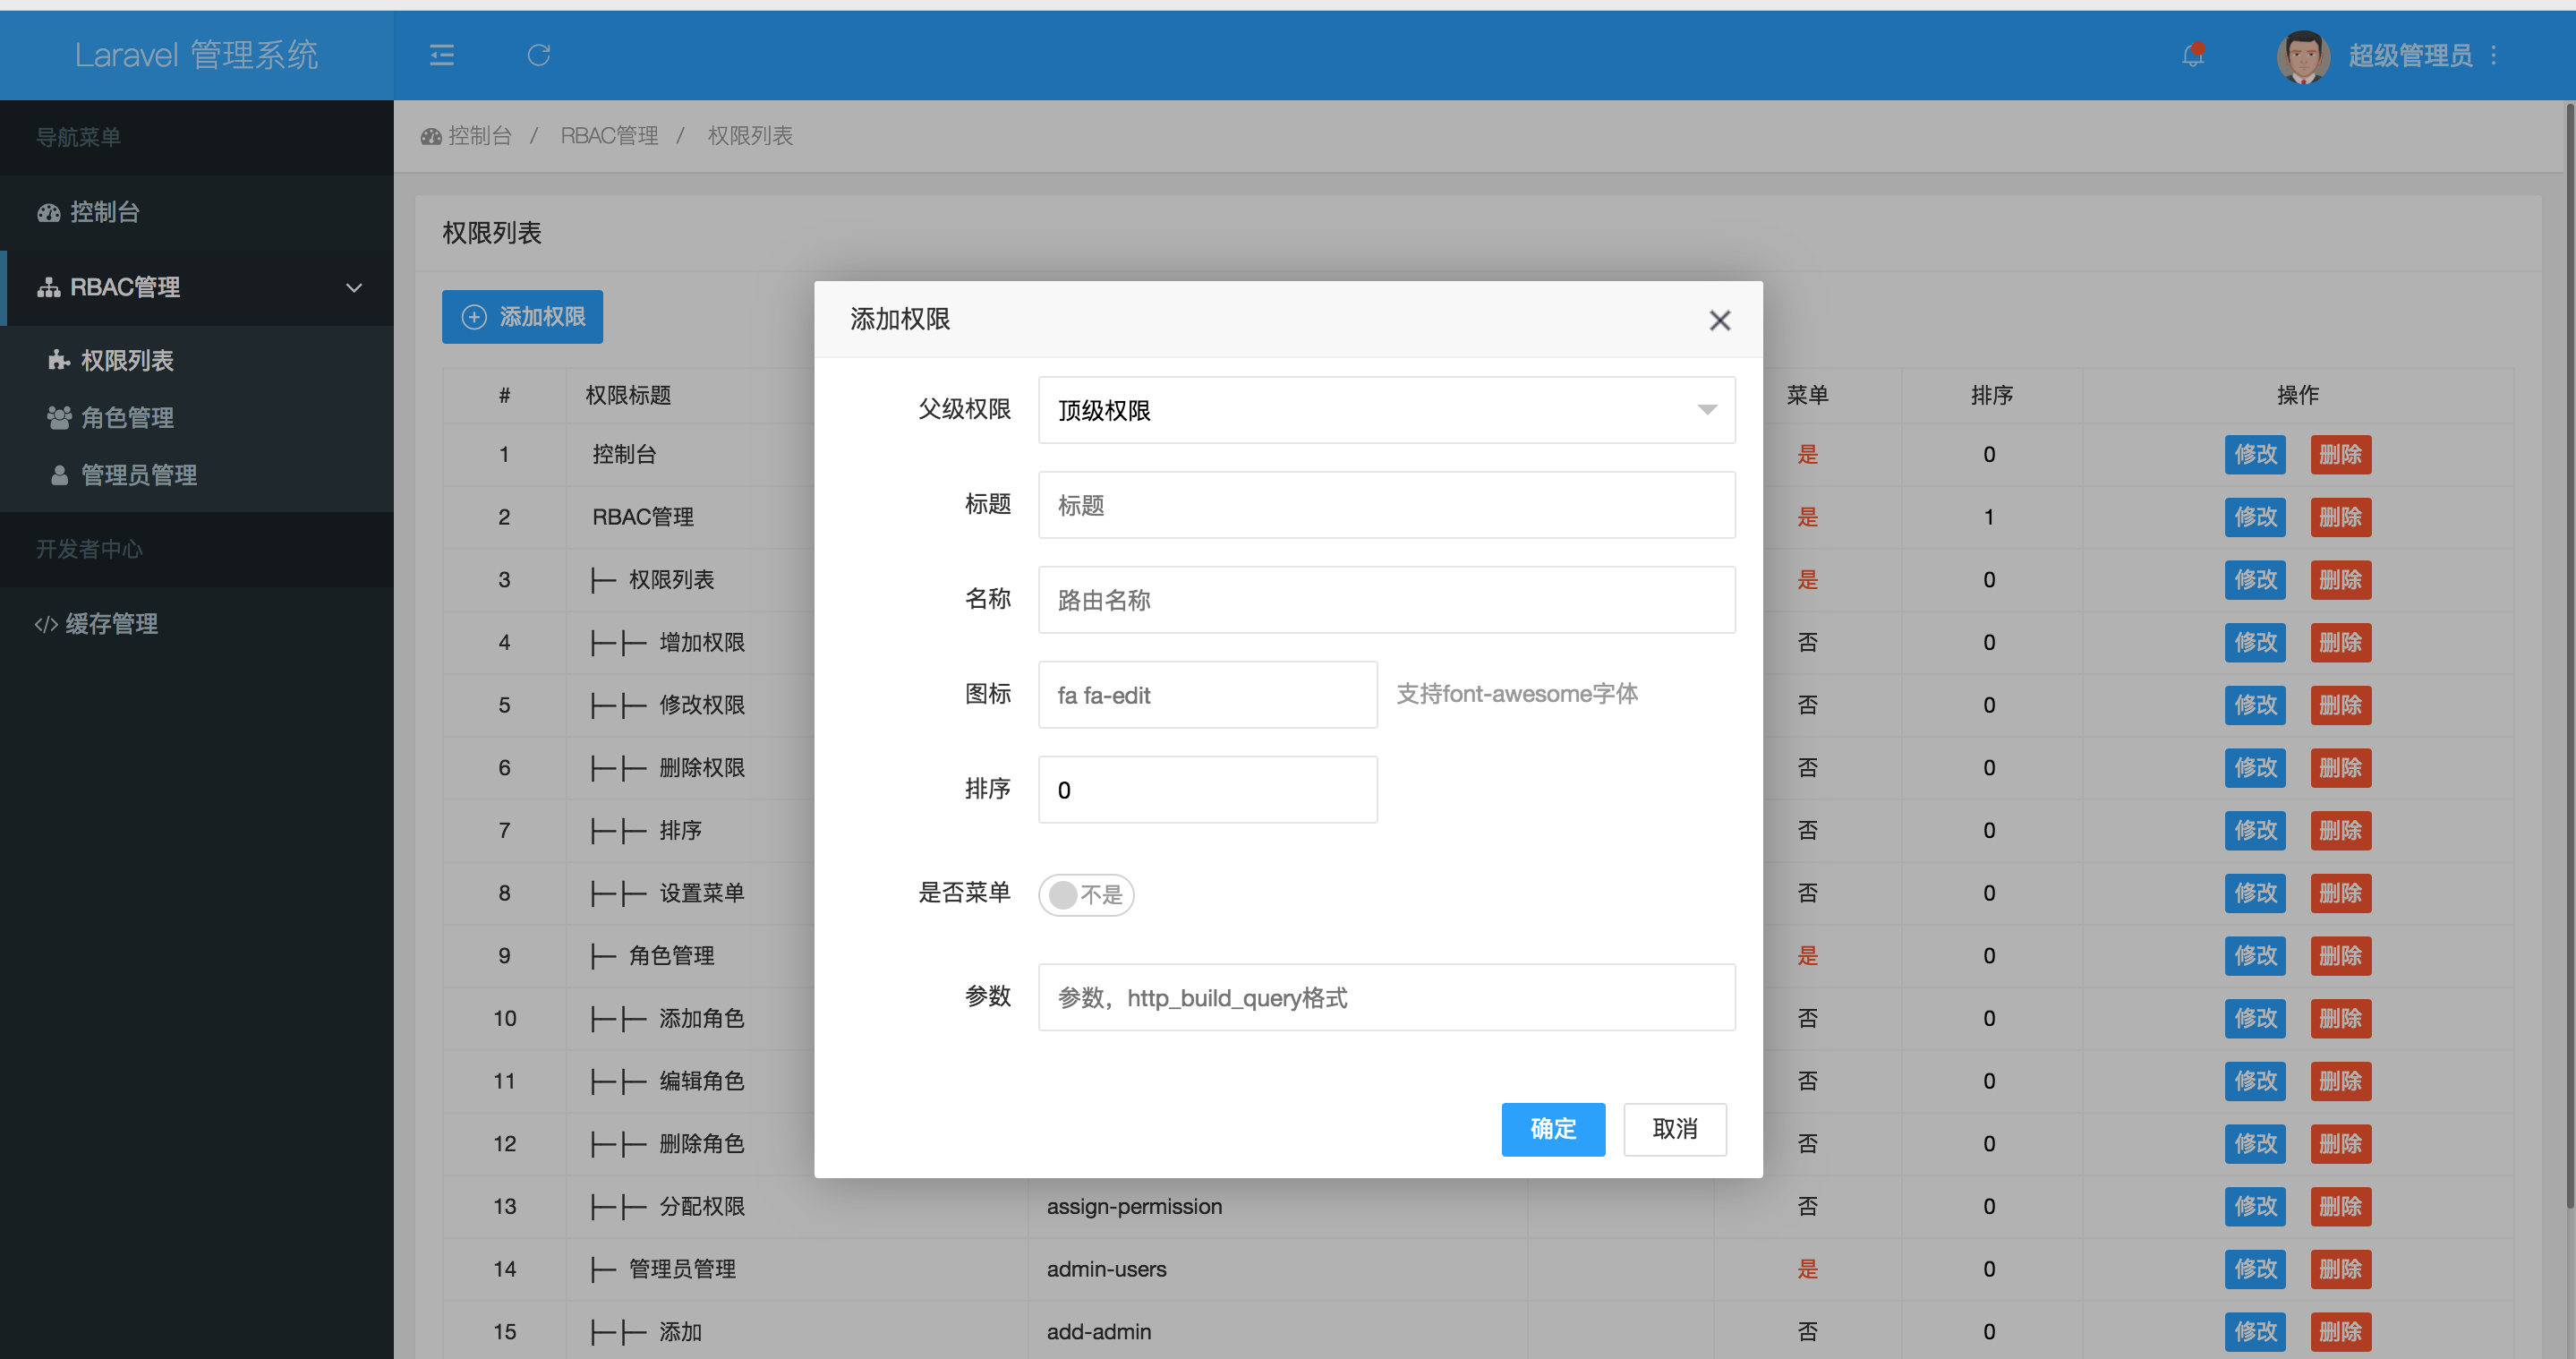 Laravel 管理系统
超级管理员
导航菜单
控制台
RBAC管理
权限列表
角色管理
管理员管理
开发者中心
</> 缓存管理
控制台 / RBAC管理 / 权限列表
权限列表
添加权限
# 权限标题 菜单 排序 操作
1 控制台 是 0 修改 删除
2 RBAC管理 是 1 修改 删除
3 ├─ 权限列表 是 0 修改 删除
4 ├─├─ 增加权限 否 0 修改 删除
5 ├─├─ 修改权限 否 0 修改 删除
6 ├─├─ 删除权限 否 0 修改 删除
7 ├─├─ 排序 否 0 修改 删除
8 ├─├─ 设置菜单 否 0 修改 删除
9 ├─ 角色管理 是 0 修改 删除
10 ├─├─ 添加角色 否 0 修改 删除
11 ├─├─ 编辑角色 否 0 修改 删除
12 ├─├─ 删除角色 否 0 修改 删除
13 ├─├─ 分配权限 assign-permission 否 0 修改 删除
14 ├─ 管理员管理 admin-users 是 0 修改 删除
15 ├─├─ 添加 add-admin 否 0 修改 删除
添加权限
父级权限 顶级权限
标题 标题
名称 路由名称
图标 fa fa-edit 支持font-awesome字体
排序 0
是否菜单 不是
参数 参数，http_build_query格式
确定 取消